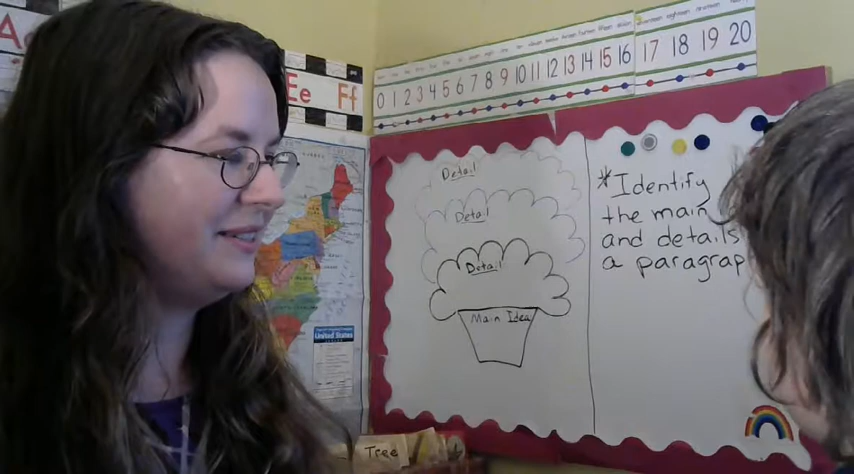 A
Ee Ff
0 1 2 3 4 5 6 7 8 9 10 11 12 13 14 15 16 17 18 19 20
Detail
Detail
Detail
Main Idea
*Identify
the main
and details
a paragrap
United States
Tree